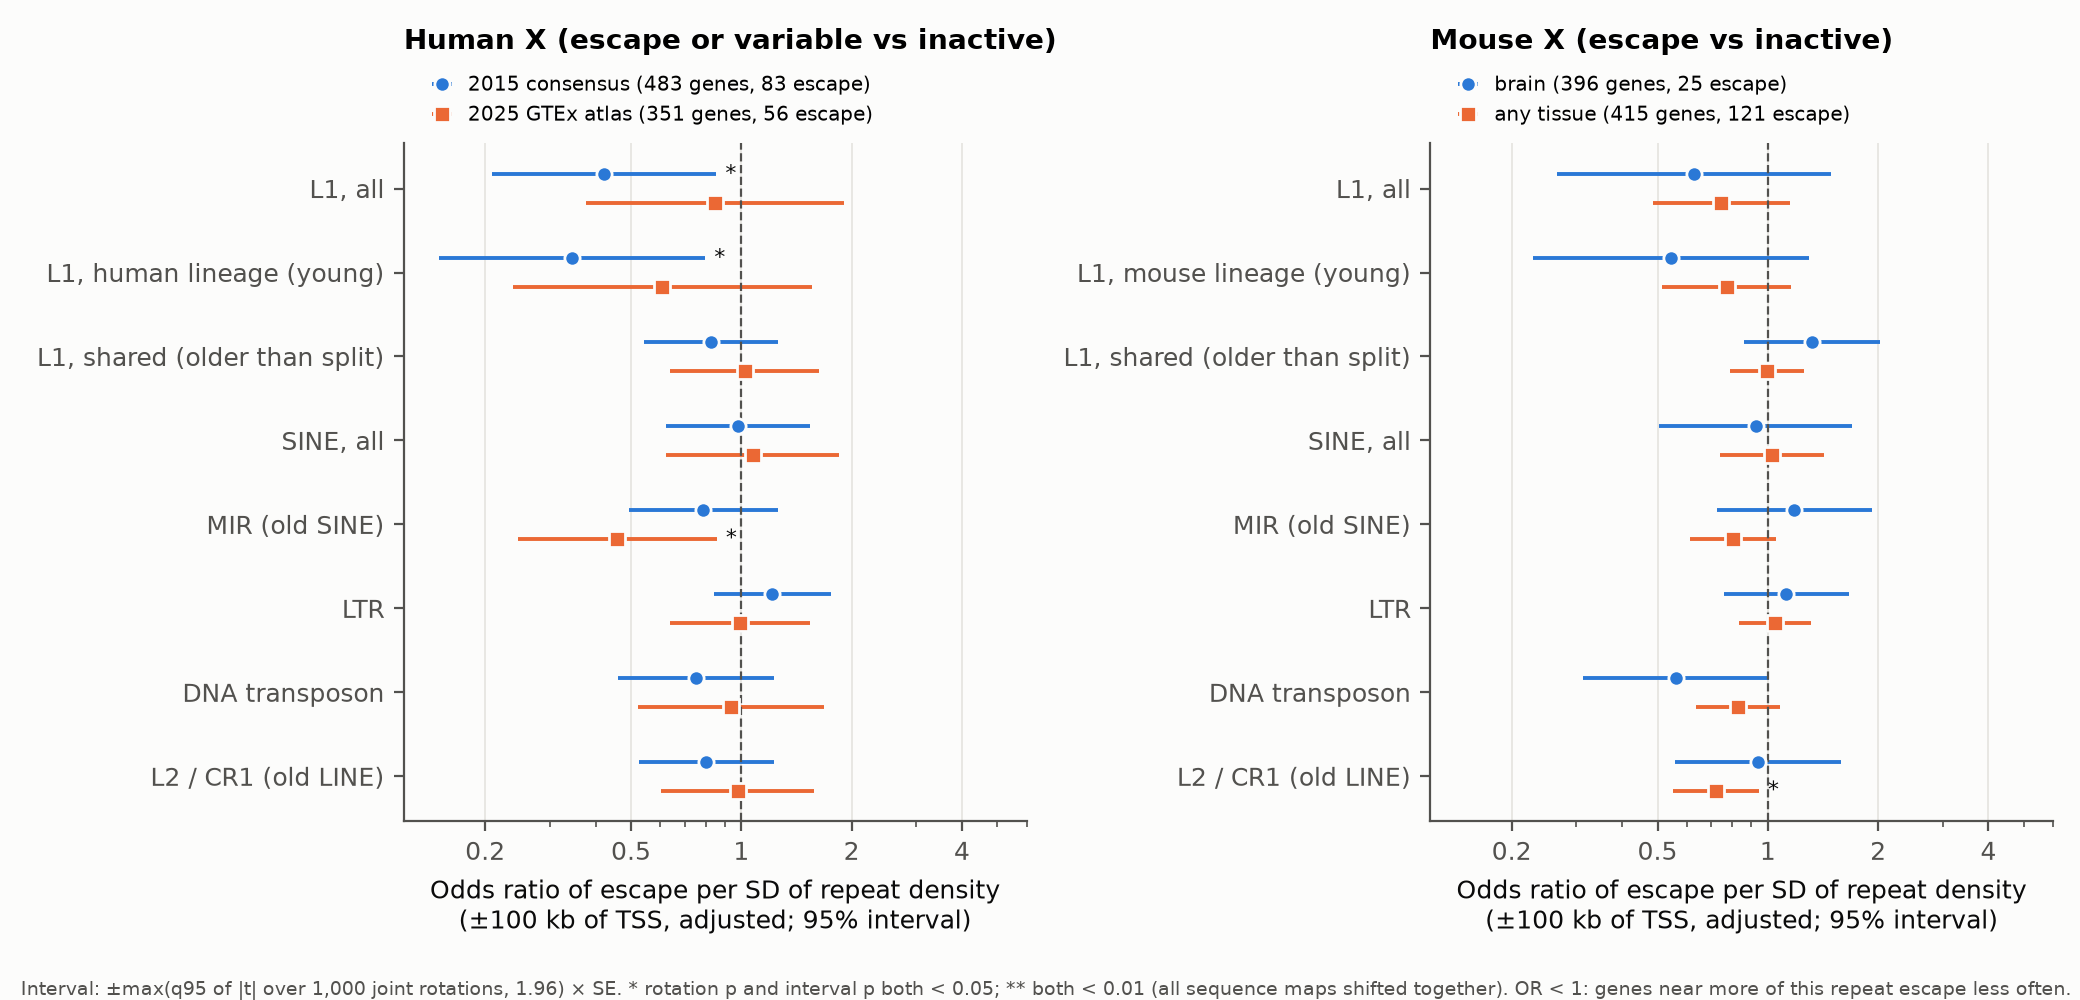 Human X (escape or variable vs inactive)
2015 consensus (483 genes, 83 escape)
2025 GTEx atlas (351 genes, 56 escape)
L1, all
*
L1, human lineage (young)
*
L1, shared (older than split)
SINE, all
MIR (old SINE)
*
LTR
DNA transposon
L2 / CR1 (old LINE)
0.2 0.5 1 2 4
Odds ratio of escape per SD of repeat density
(±100 kb of TSS, adjusted; 95% interval)
Mouse X (escape vs inactive)
brain (396 genes, 25 escape)
any tissue (415 genes, 121 escape)
L1, all
L1, mouse lineage (young)
L1, shared (older than split)
SINE, all
MIR (old SINE)
LTR
DNA transposon
L2 / CR1 (old LINE)
*
0.2 0.5 1 2 4
Odds ratio of escape per SD of repeat density
(±100 kb of TSS, adjusted; 95% interval)
Interval: ±max(q95 of |t| over 1,000 joint rotations, 1.96) × SE. * rotation p and interval p both < 0.05; ** both < 0.01 (all sequence maps shifted together). OR < 1: genes near more of this repeat escape less often.